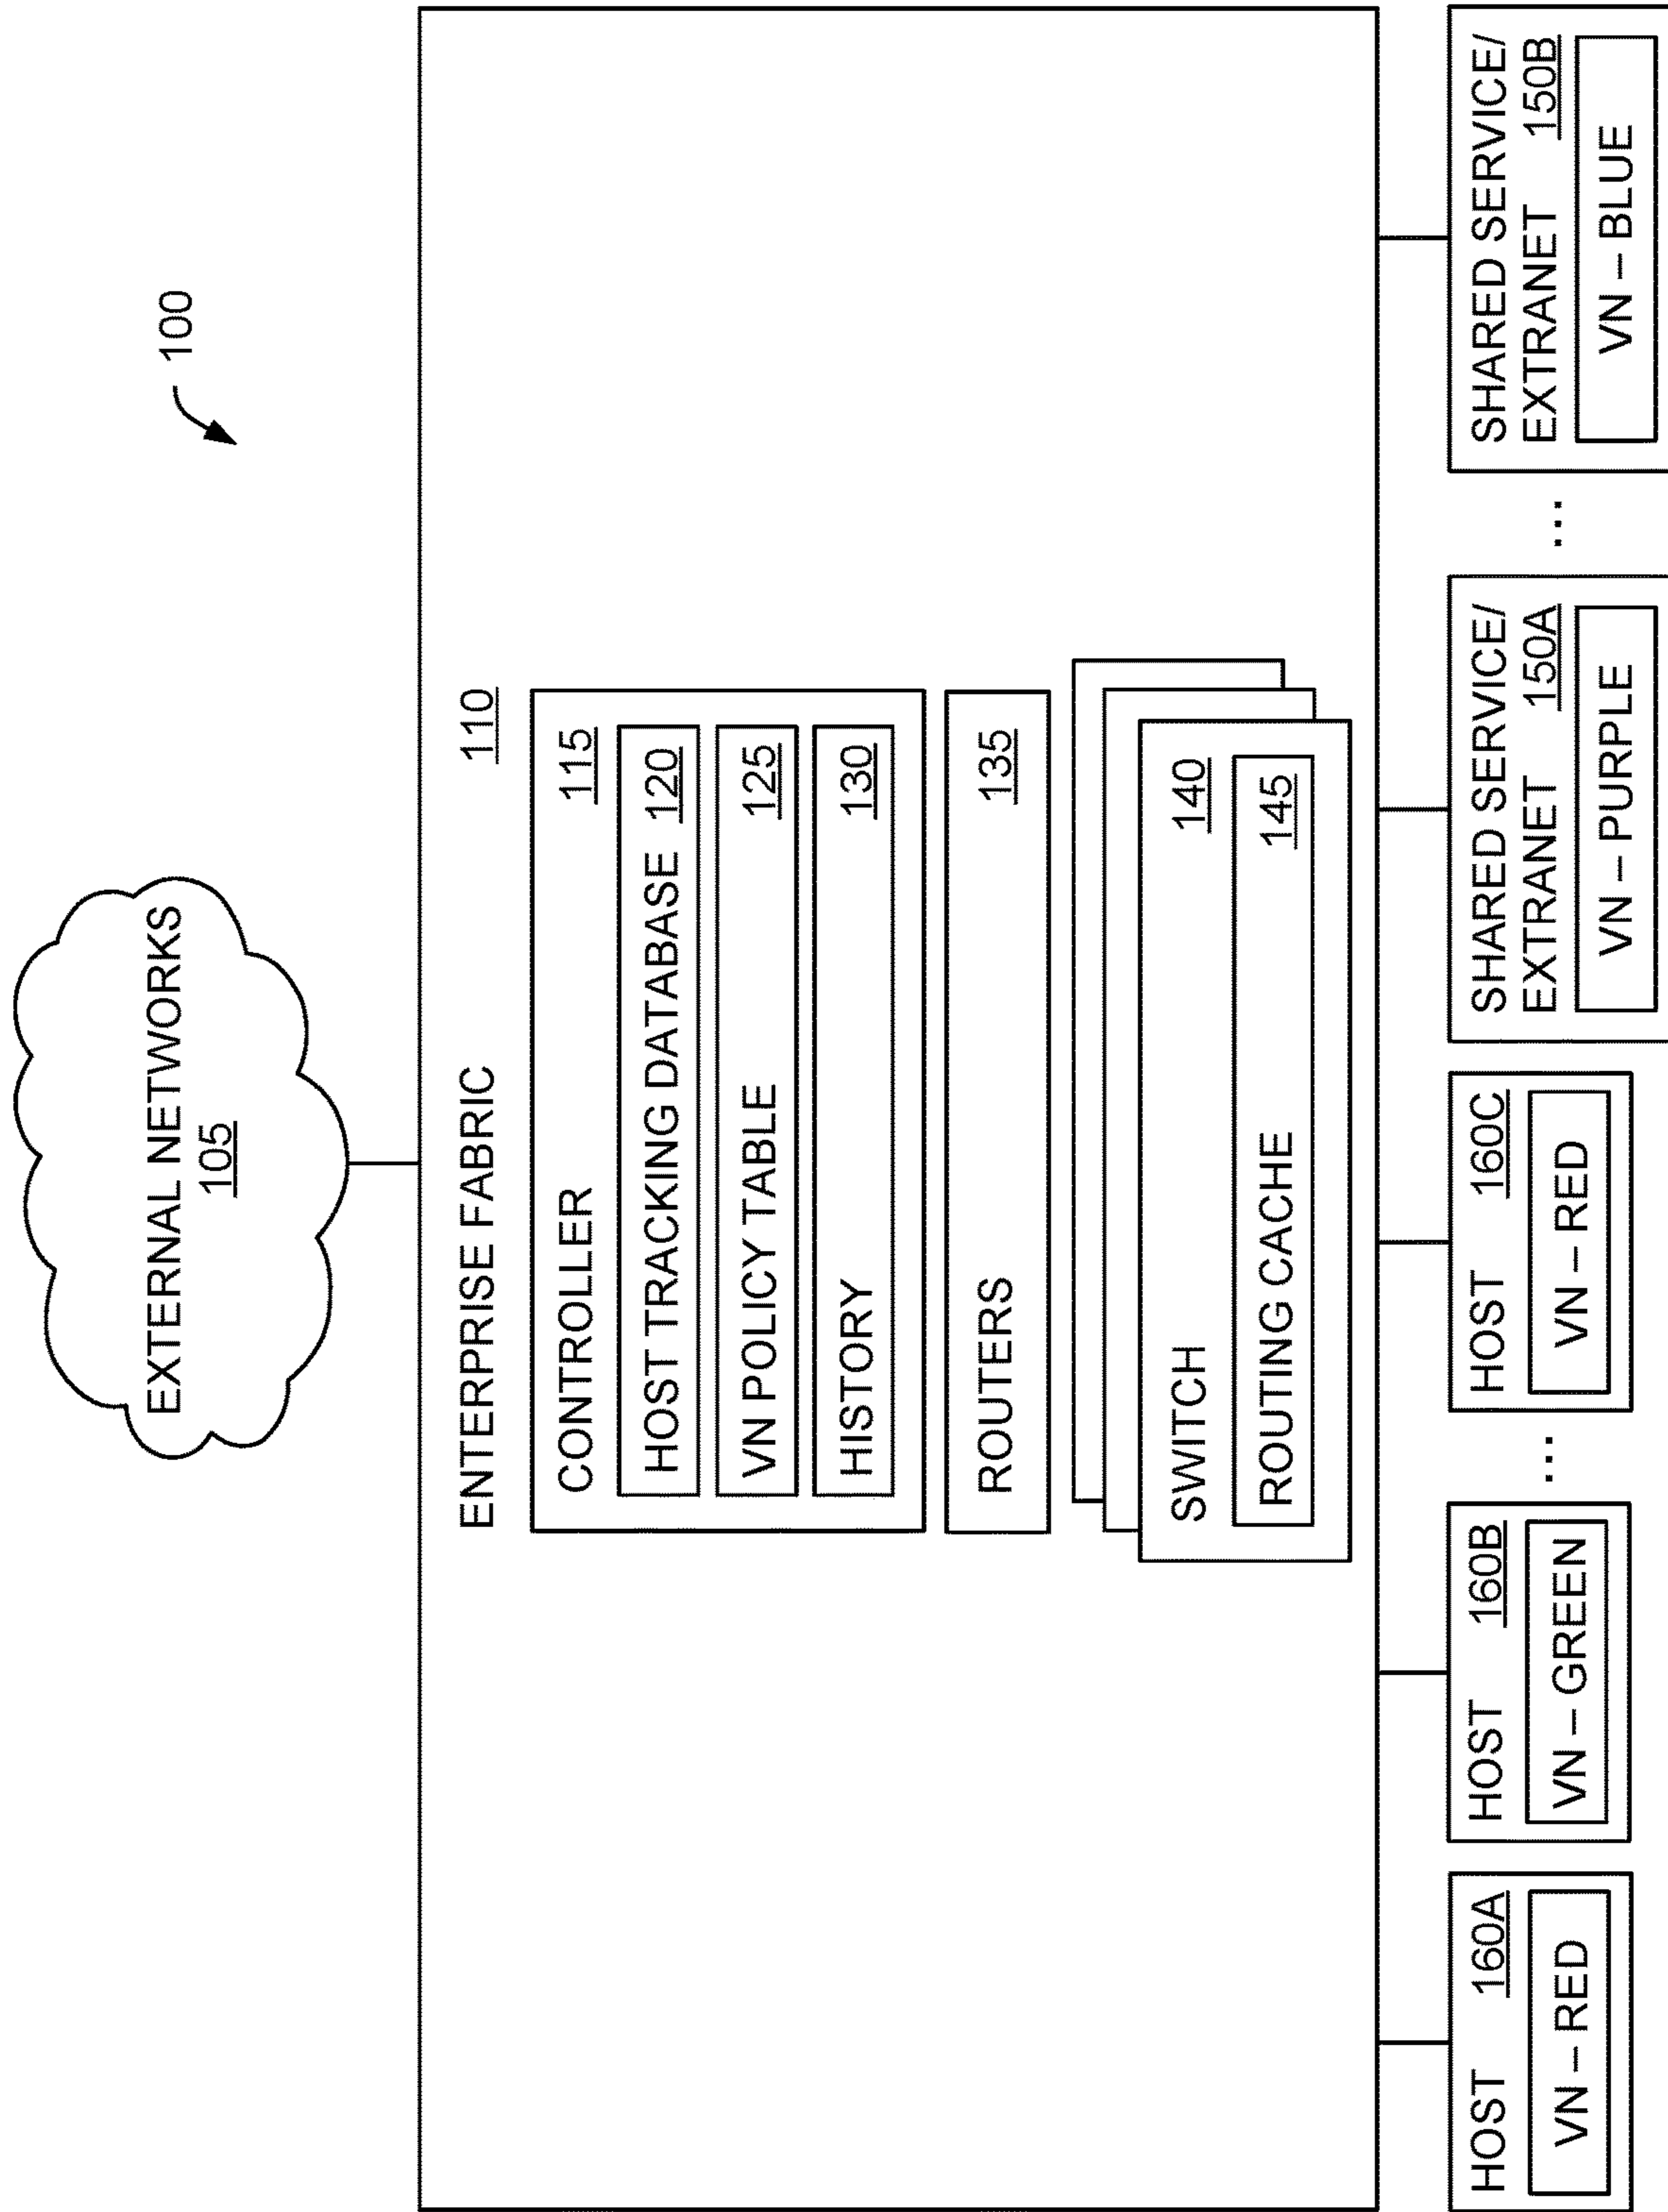 100
EXTERNAL NETWORKS
105
ENTERPRISE FABRIC 110
CONTROLLER 115
HOST TRACKING DATABASE 120
VN POLICY TABLE 125
HISTORY 130
ROUTERS 135
SWITCH 140
ROUTING CACHE 145
HOST 160A
VN – RED
HOST 160B
VN – GREEN
...
HOST 160C
VN – RED
SHARED SERVICE/
EXTRANET 150A
VN – PURPLE
...
SHARED SERVICE/
EXTRANET 150B
VN – BLUE